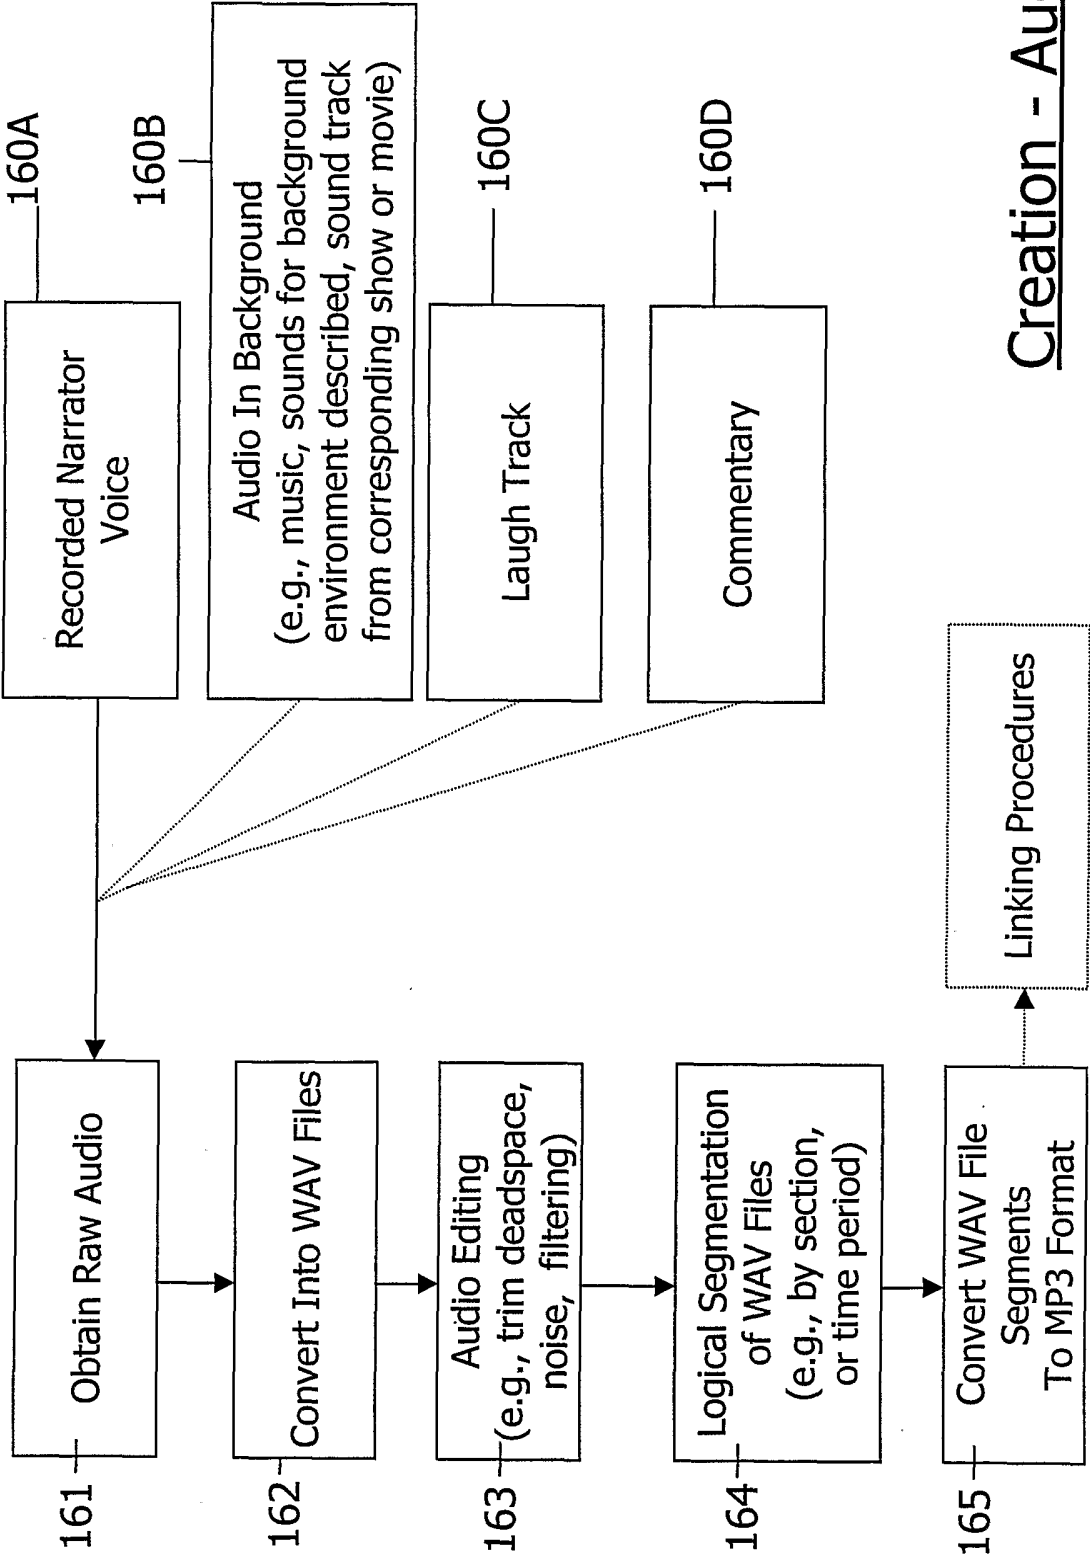 161
Obtain Raw Audio
162
Convert Into WAV Files
163
Audio Editing
(e.g., trim deadspace,
noise, filtering)
164
Logical Segmentation
of WAV Files
(e.g., by section,
or time period)
165
Convert WAV File
Segments
To MP3 Format
Recorded Narrator
Voice
160A
160B
Audio In Background
(e.g., music, sounds for background
environment described, sound track
from corresponding show or movie)
Laugh Track
160C
Commentary
160D
Linking Procedures
Creation - Au